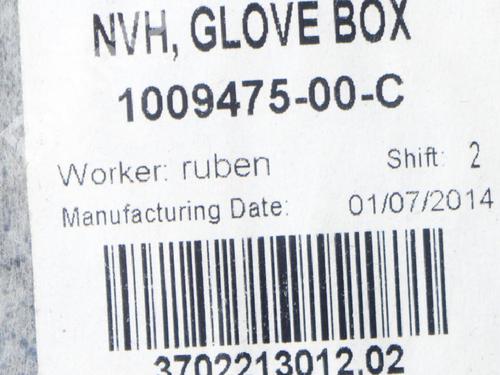 NVH, GLOVE BOX
1009475-00-C
Worker: ruben Shift: 2
Manufacturing Date: 01/07/2014
3702213012.02